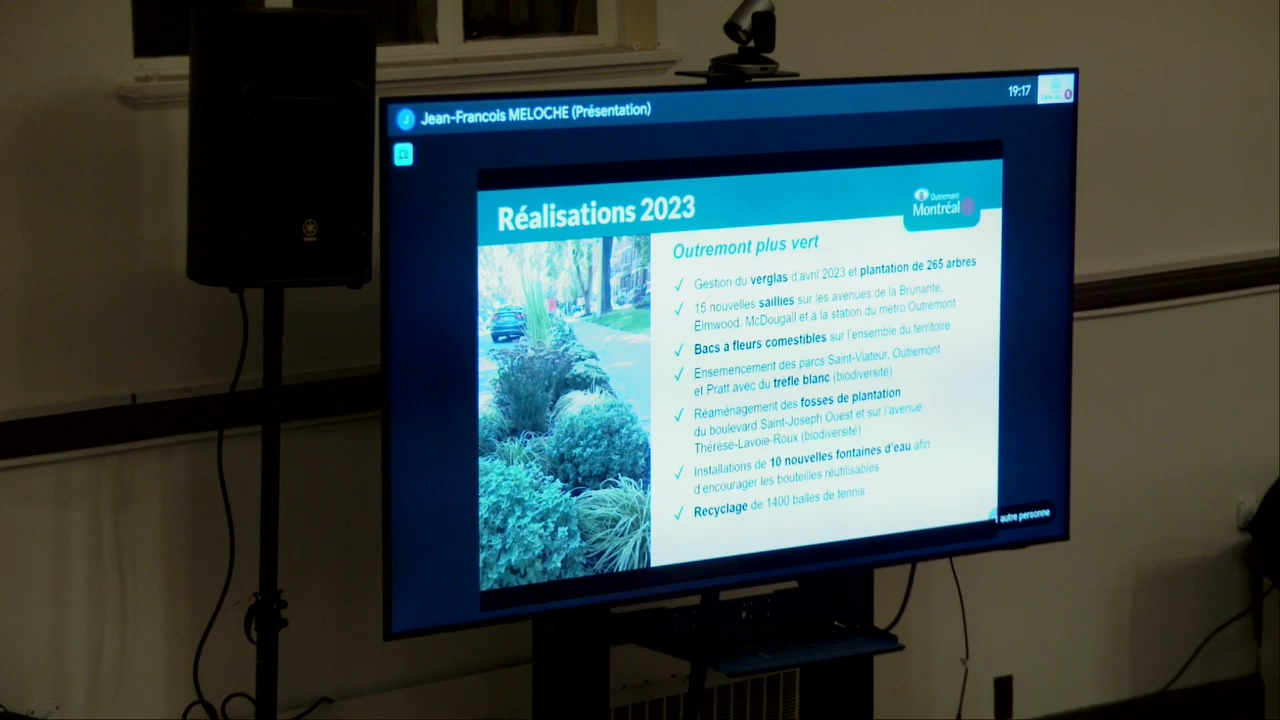 Jean-Francois MELOCHE (Présentation)
19:17
Réalisations 2023
Outremont
Montréal
Outremont plus vert
✓ Gestion du verglas d'avril 2023 et plantation de 265 arbres
✓ 15 nouvelles saillies sur les avenues de la Brunante,
Elmwood, McDougall et à la station du métro Outremont
✓ Bacs à fleurs comestibles sur l'ensemble du territoire
✓ Ensemencement des parcs Saint-Viateur, Outremont
et Pratt avec du trèfle blanc (biodiversité)
✓ Réaménagement des fosses de plantation
du boulevard Saint-Joseph Ouest et sur l'avenue
Thérèse-Lavoie-Roux (biodiversité)
✓ Installations de 10 nouvelles fontaines d'eau afin
d'encourager les bouteilles réutilisables
✓ Recyclage de 1400 balles de tennis
autre personne